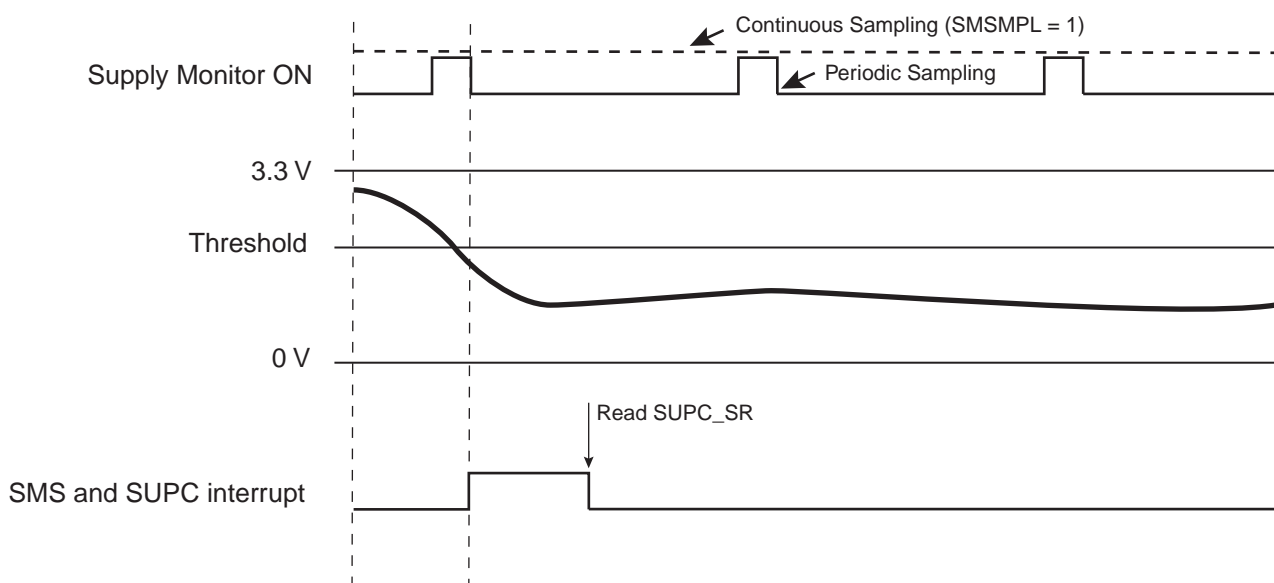 Continuous Sampling (SMSMPL = 1)
Supply Monitor ON
Periodic Sampling
3.3 V
Threshold
0 V
Read SUPC_SR
SMS and SUPC interrupt